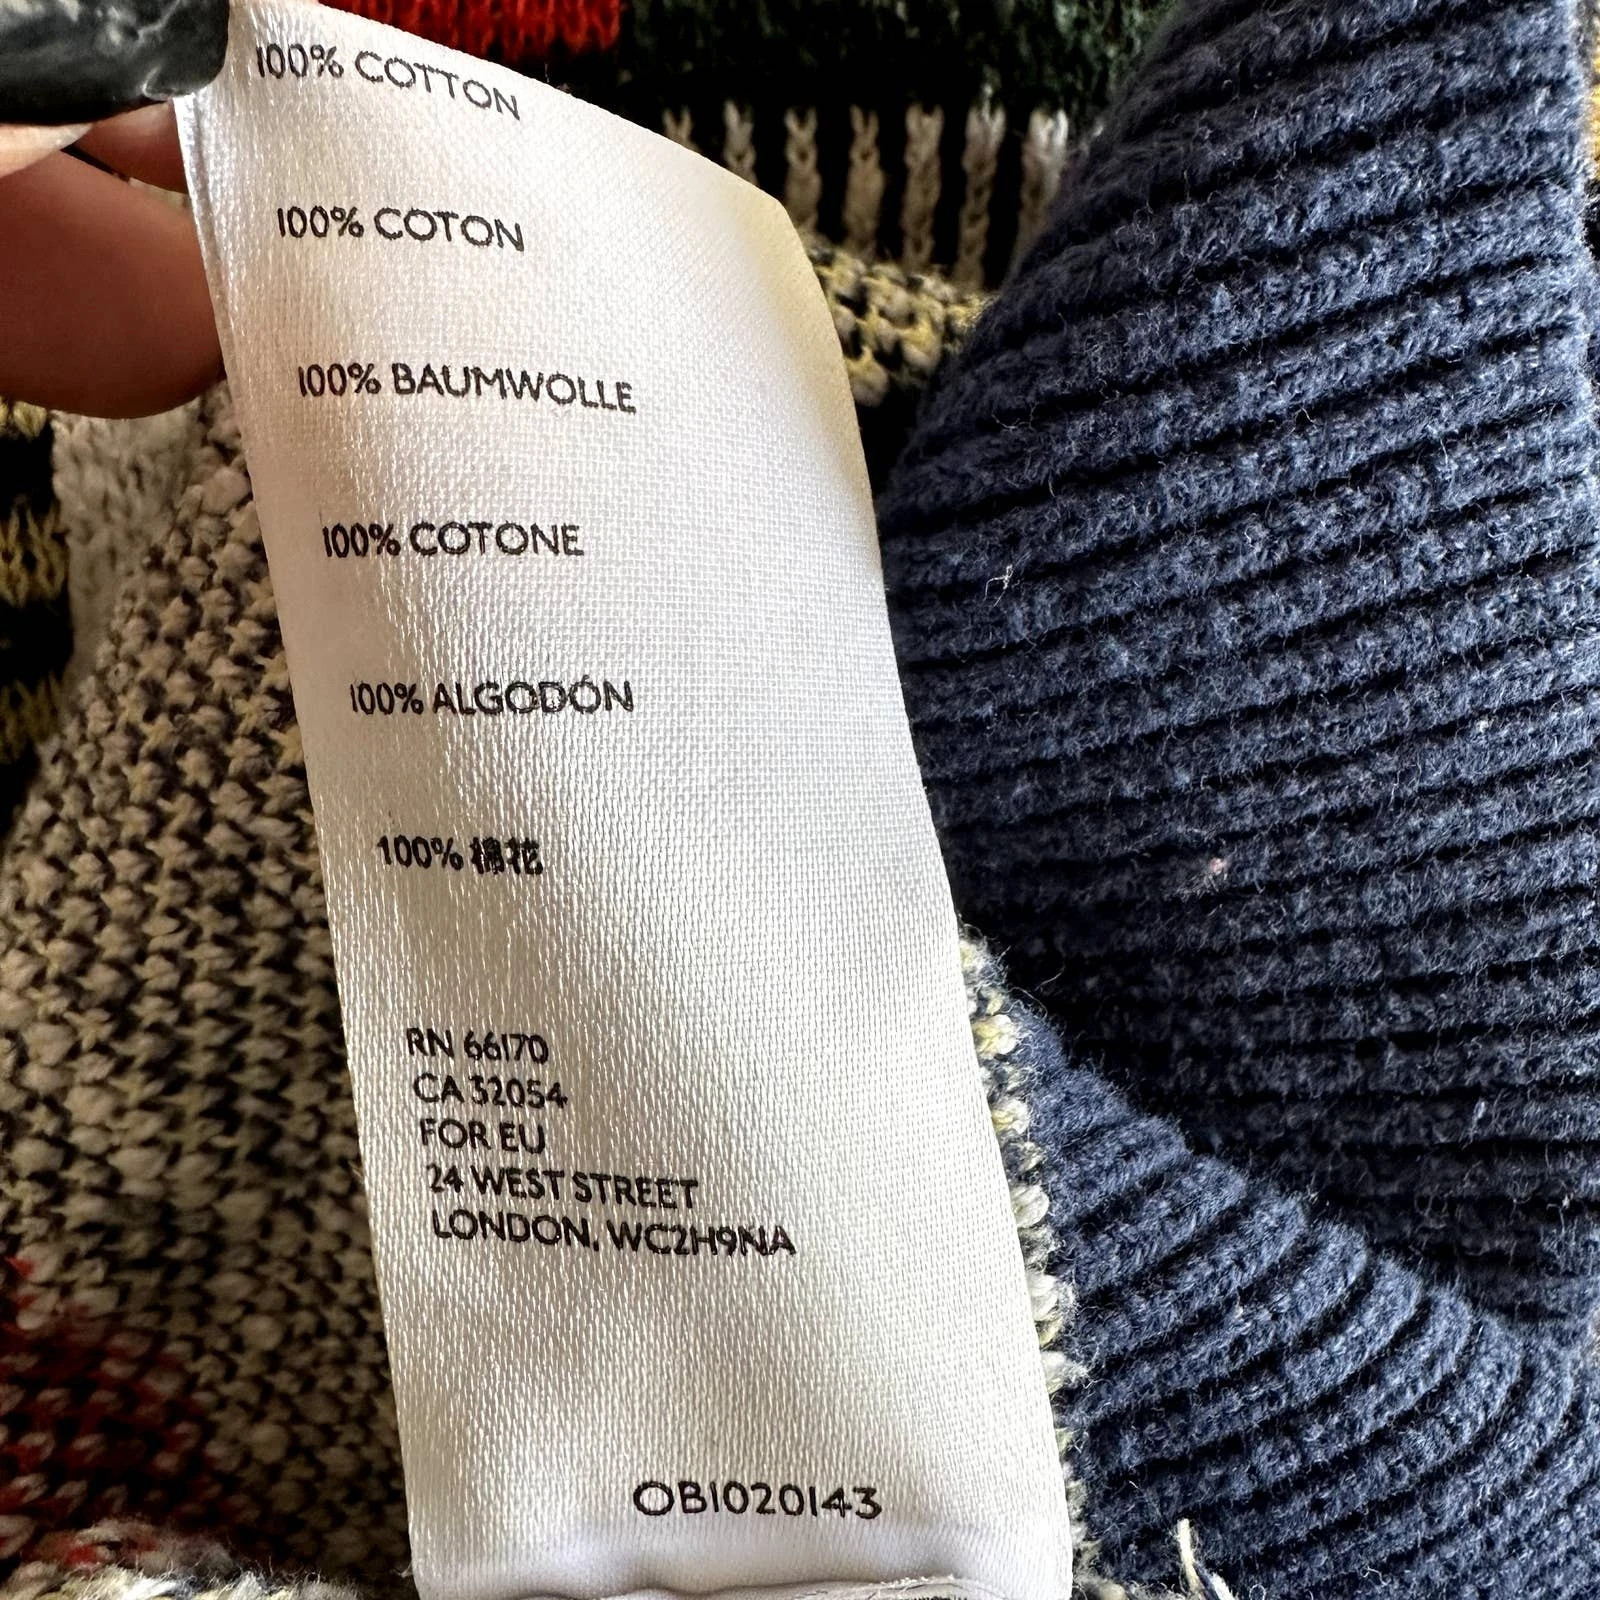 100% COTTON
100% COTON
100% BAUMWOLLE
100% COTONE
100% ALGODÓN
100% 棉花
RN 66170
CA 32054
FOR EU
24 WEST STREET
LONDON, WC2H9NA
OB1020143